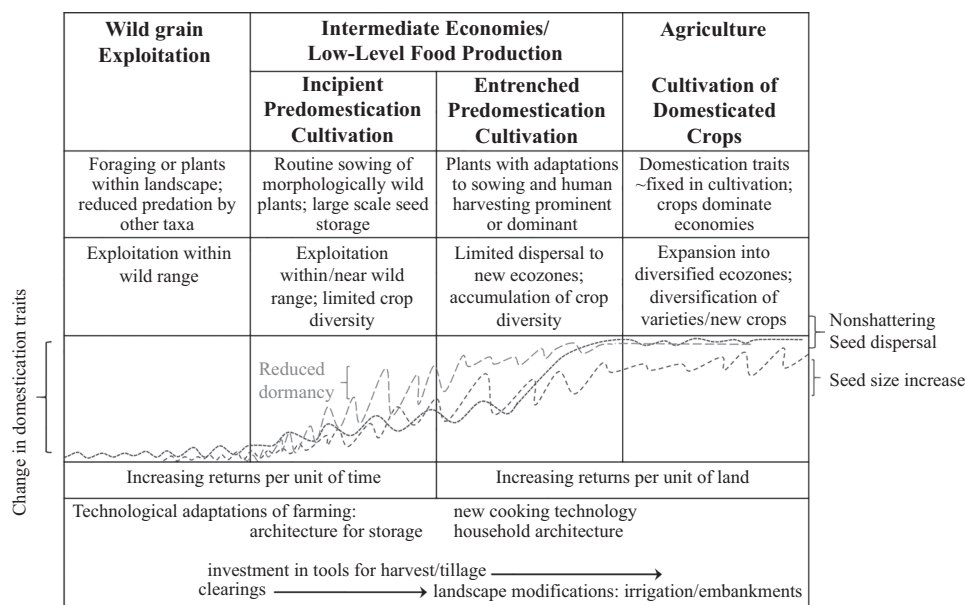 Wild grain
Exploitation
Intermediate Economies/
Low-Level Food Production
Agriculture
Incipient
Predomestication
Cultivation
Entrenched
Predomestication
Cultivation
Cultivation of
Domesticated
Crops
Foraging or plants
within landscape;
reduced predation by
other taxa
Routine sowing of
morphologically wild
plants; large scale seed
storage
Plants with adaptations
to sowing and human
harvesting prominent
or dominant
Domestication traits
~fixed in cultivation;
crops dominate
economies
Exploitation within
wild range
Exploitation
within/near wild
range; limited crop
diversity
Limited dispersal to
new ecozones;
accumulation of crop
diversity
Expansion into
diversified ecozones;
diversification of
varieties/new crops
Change in domestication traits
Reduced
dormancy
Nonshattering
Seed dispersal
Seed size increase
Increasing returns per unit of time
Increasing returns per unit of land
Technological adaptations of farming:
architecture for storage
new cooking technology
household architecture
investment in tools for harvest/tillage
clearings
landscape modifications: irrigation/embankments